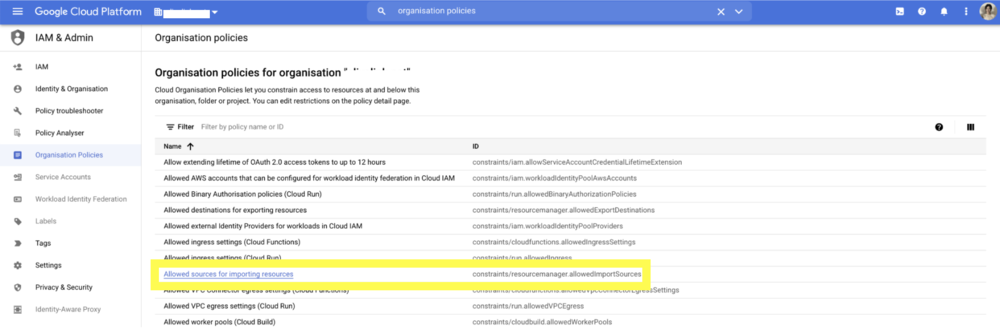 Google Cloud Platform
organisation policies
IAM & Admin
Organisation policies
IAM
Identity & Organisation
Policy troubleshooter
Policy Analyser
Organisation Policies
Service Accounts
Workload Identity Federation
Labels
Tags
Settings
Privacy & Security
Identity-Aware Proxy
Organisation policies for organisation "
Cloud Organisation Policies let you constrain access to resources at and below this
organisation, folder or project. You can edit restrictions on the policy detail page.
Filter Filter by policy name or ID
Name ID
Allow extending lifetime of OAuth 2.0 access tokens to up to 12 hours constraints/iam.allowServiceAccountCredentialLifetimeExtension
Allowed AWS accounts that can be configured for workload identity federation in Cloud IAM constraints/iam.workloadIdentityPoolAwsAccounts
Allowed Binary Authorisation policies (Cloud Run) constraints/run.allowedBinaryAuthorizationPolicies
Allowed destinations for exporting resources constraints/resourcemanager.allowedExportDestinations
Allowed external Identity Providers for workloads in Cloud IAM constraints/iam.workloadIdentityPoolProviders
Allowed ingress settings (Cloud Functions) constraints/cloudfunctions.allowedIngressSettings
Allowed ingress settings (Cloud Run) constraints/run.allowedIngress
Allowed sources for importing resources constraints/resourcemanager.allowedImportSources
Allowed VPC Connector egress settings (Cloud Functions) constraints/cloudfunctions.allowedVpcConnectorEgressSettings
Allowed VPC egress settings (Cloud Run) constraints/run.allowedVPCEgress
Allowed worker pools (Cloud Build) constraints/cloudbuild.allowedWorkerPools